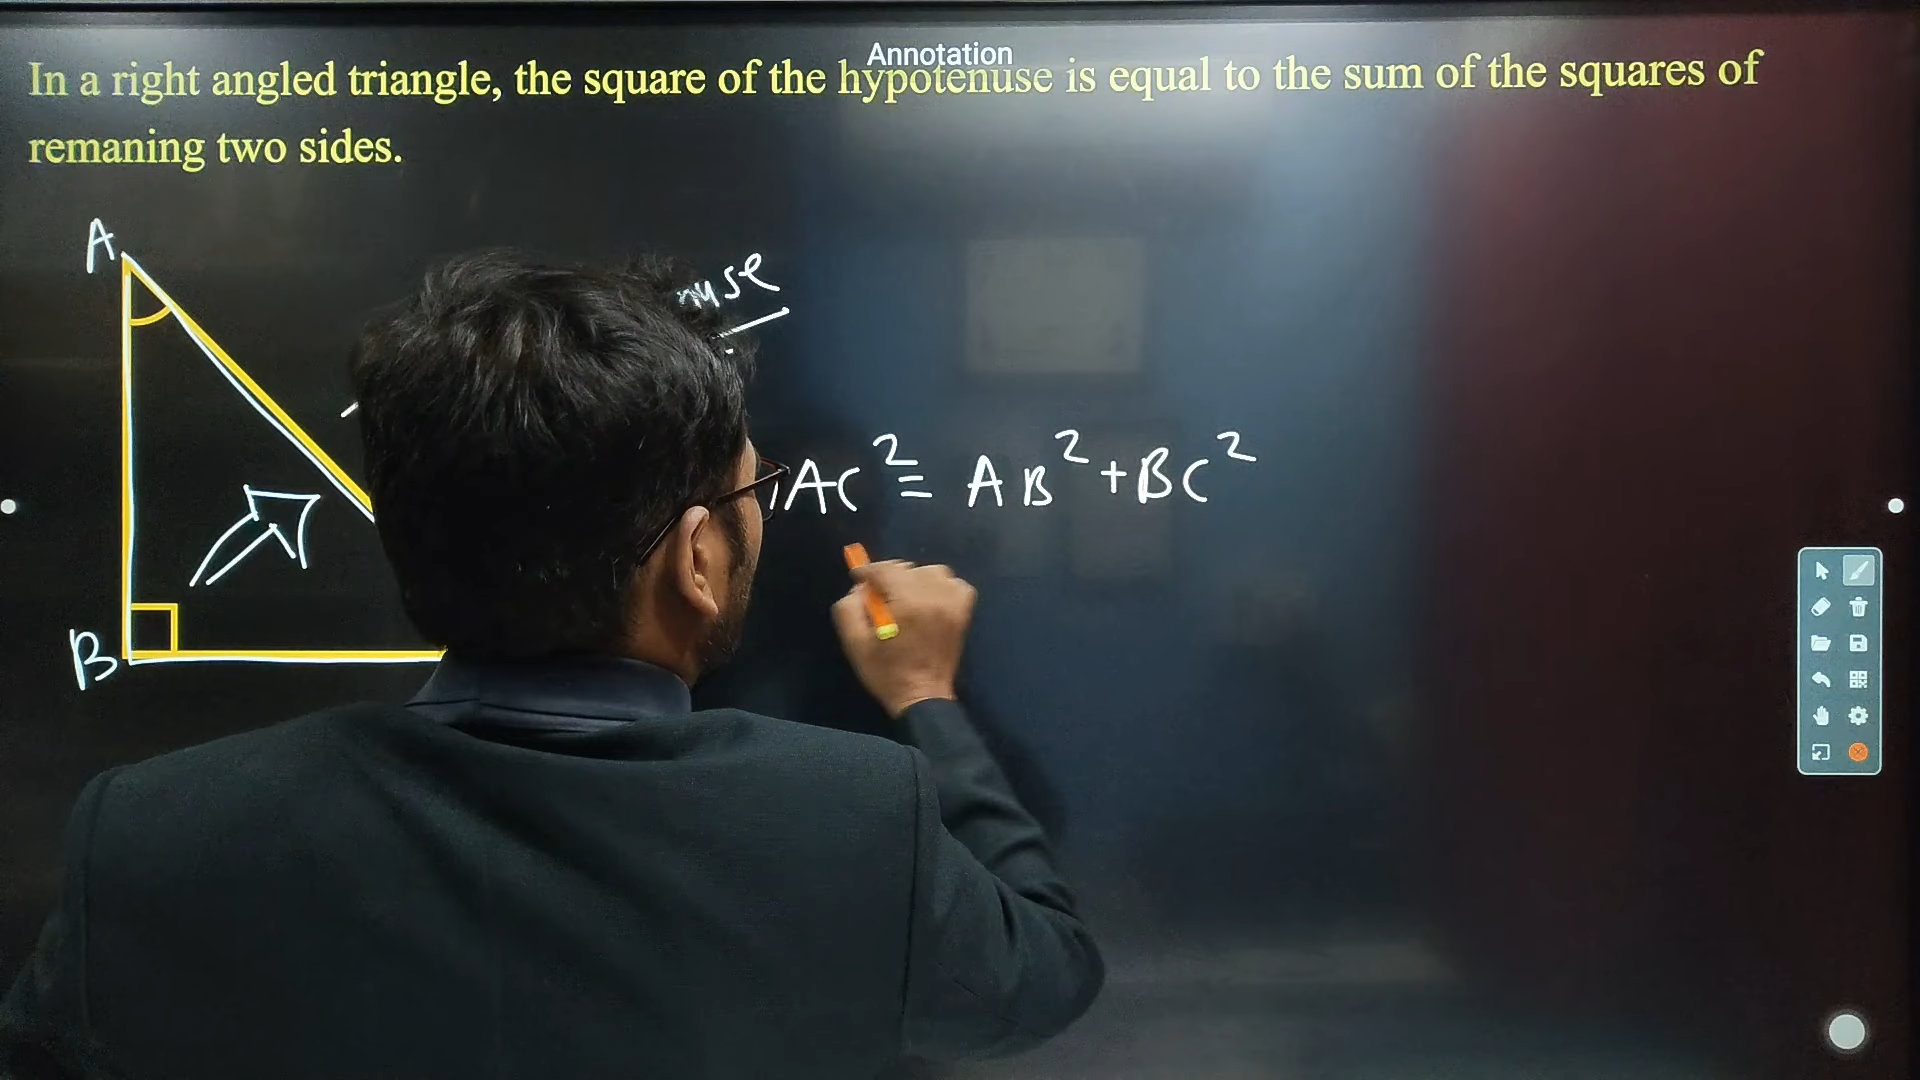 Annotation
In a right angled triangle, the square of the hypotenuse is equal to the sum of the squares of
remaning two sides.
A
AC² = AB² + BC²
B